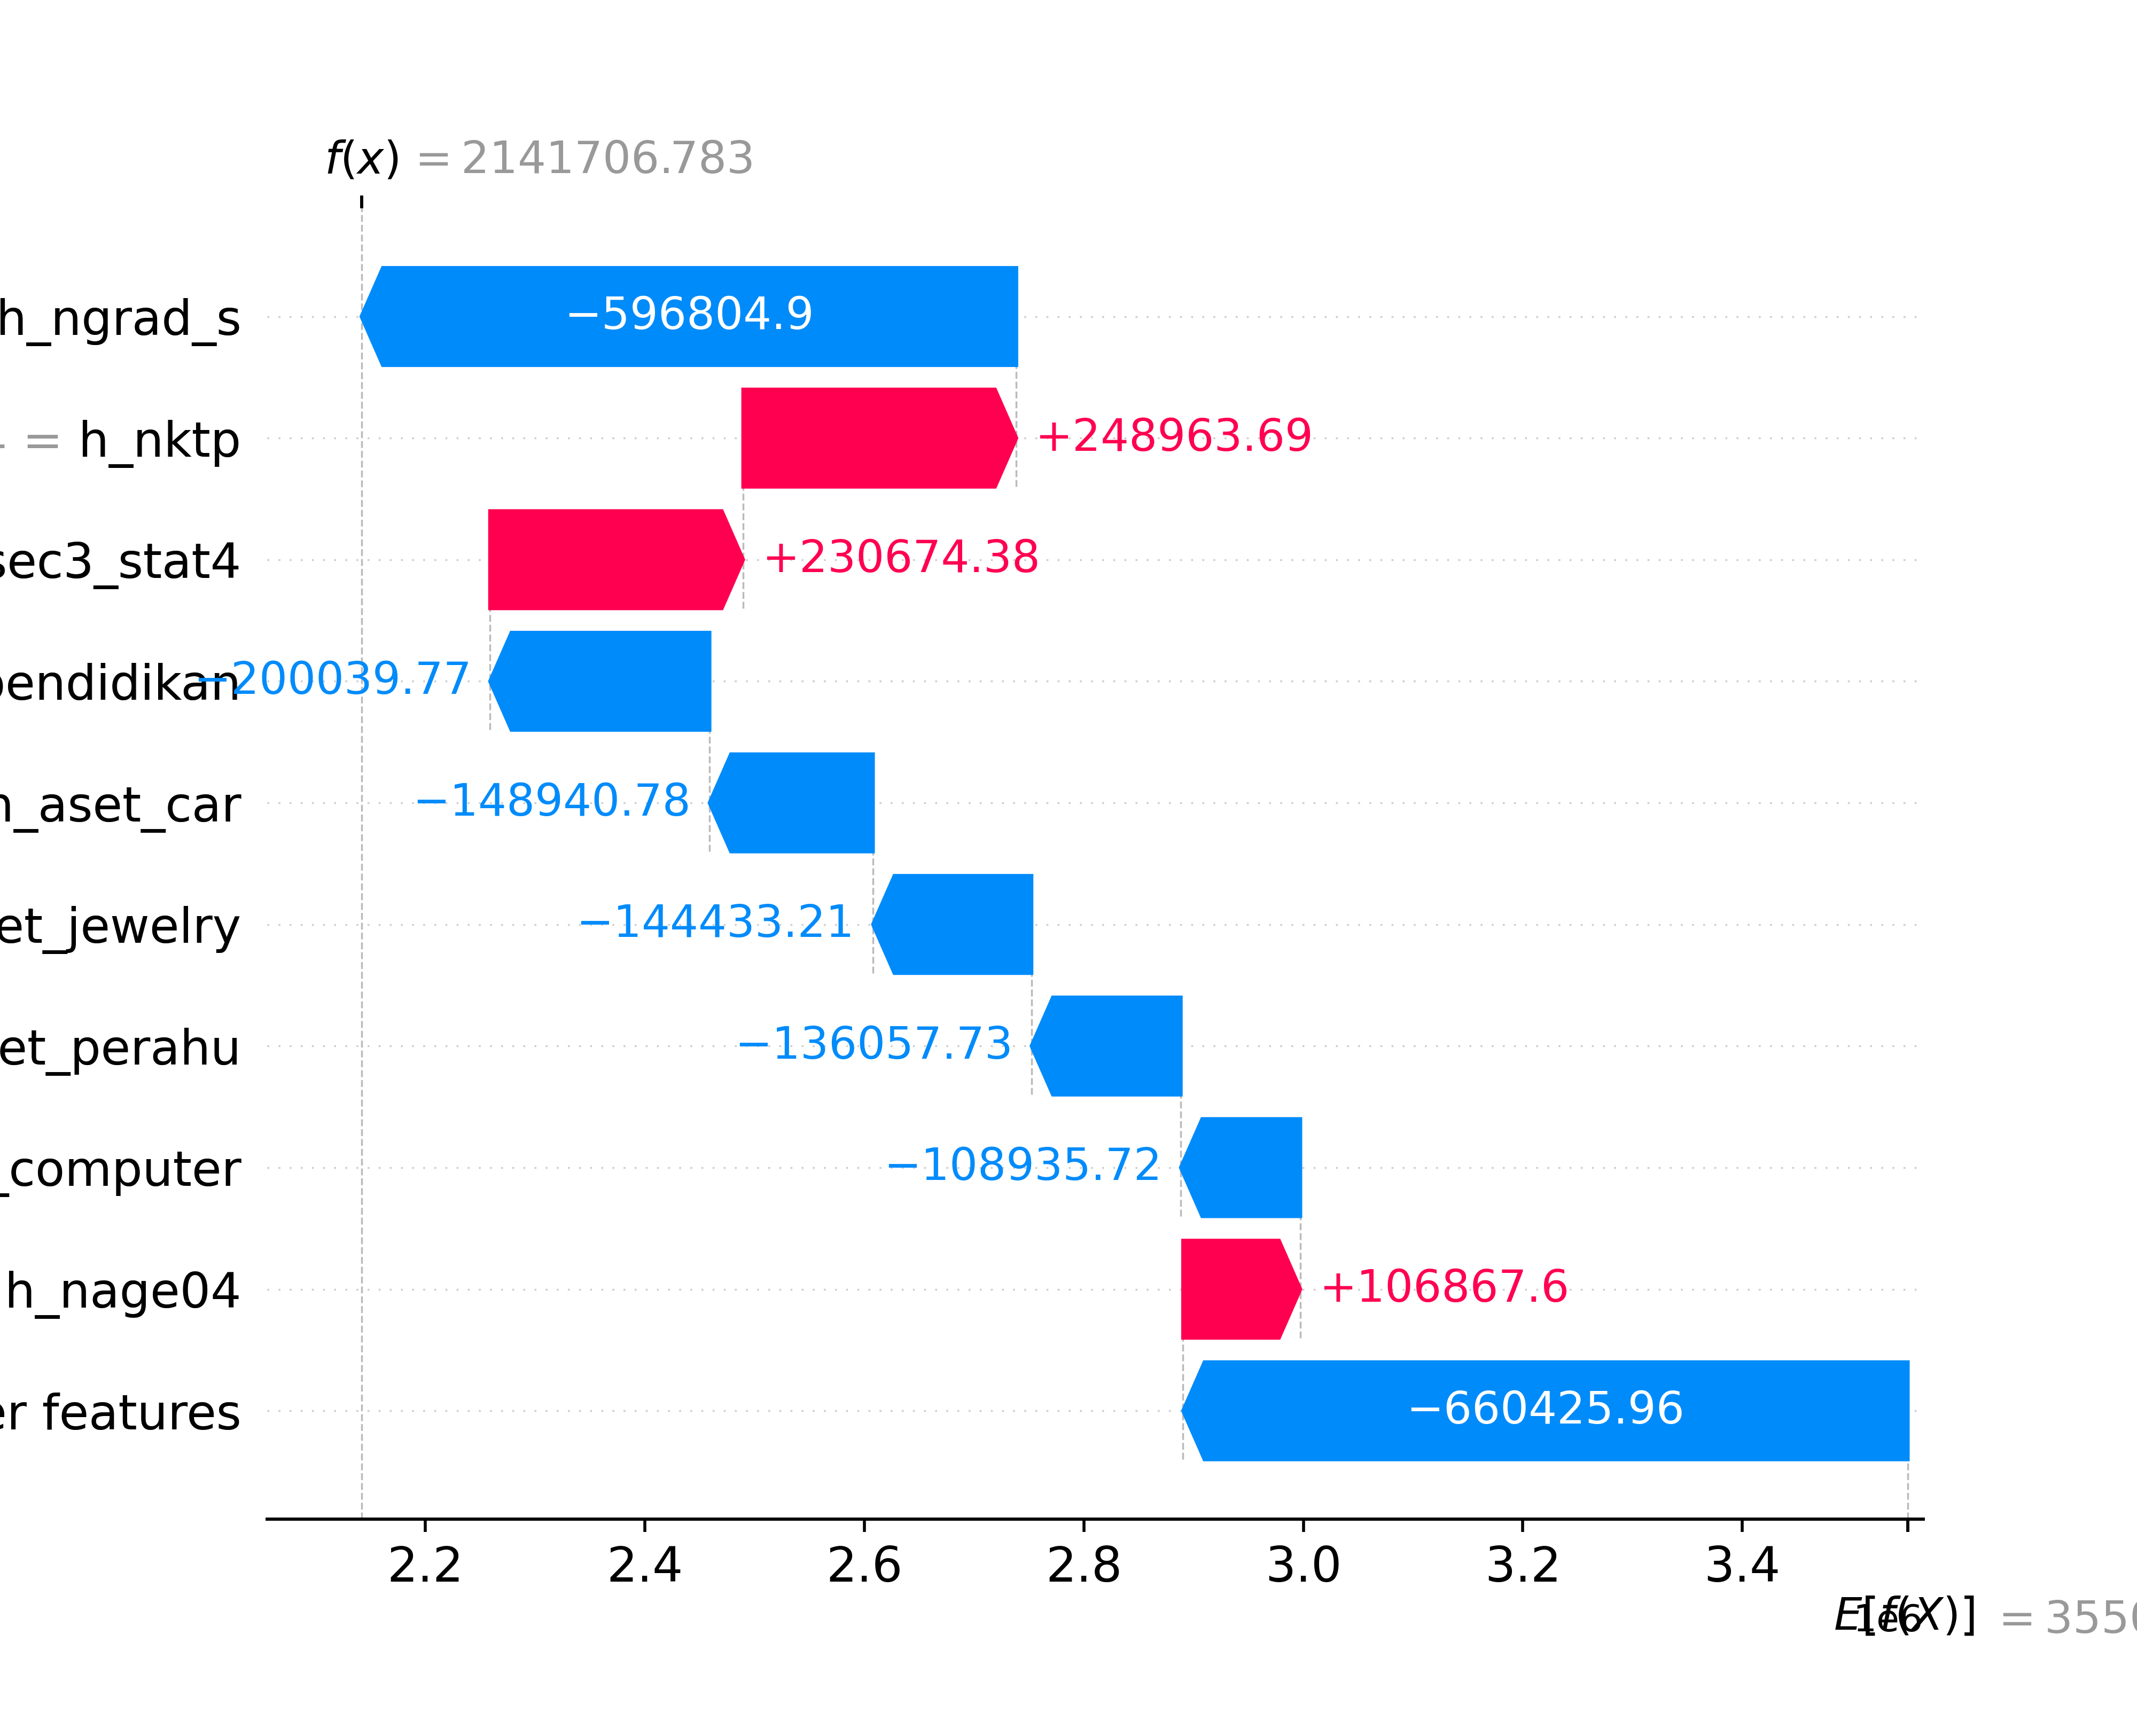 f(x) = 2141706.783
h_ngrad_s −596804.9
= h_nktp +248963.69
sec3_stat4 +230674.38
pendidikan −200039.77
h_aset_car −148940.78
et_jewelry −144433.21
et_perahu −136057.73
_computer −108935.72
h_nage04 +106867.6
er features −660425.96
2.2 2.4 2.6 2.8 3.0 3.2 3.4
1e6
E[f(X)] = 3550